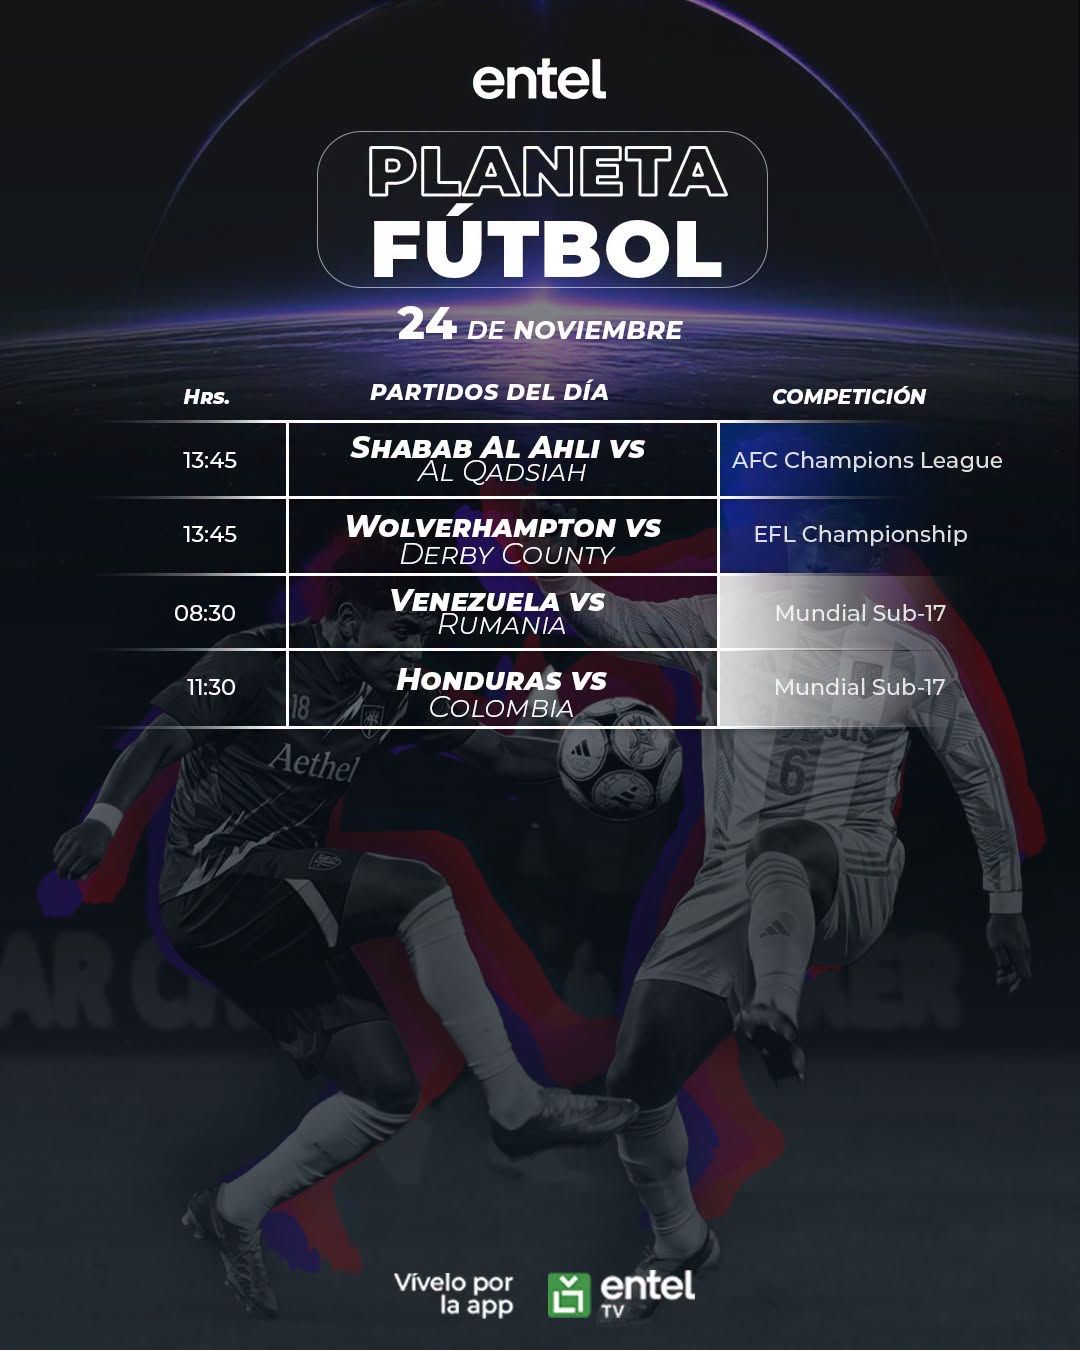 entel
PLANETA
FÚTBOL
24 DE NOVIEMBRE
HRS. PARTIDOS DEL DÍA COMPETICIÓN
13:45 SHABAB AL AHLI VS AFC Champions League
AL QADSIAH
13:45 WOLVERHAMPTON VS EFL Championship
DERBY COUNTY
08:30 VENEZUELA VS Mundial Sub-17
RUMANIA
11:30 HONDURAS VS Mundial Sub-17
COLOMBIA
18
Aethel
6
Vívelo por
la app
entel
TV